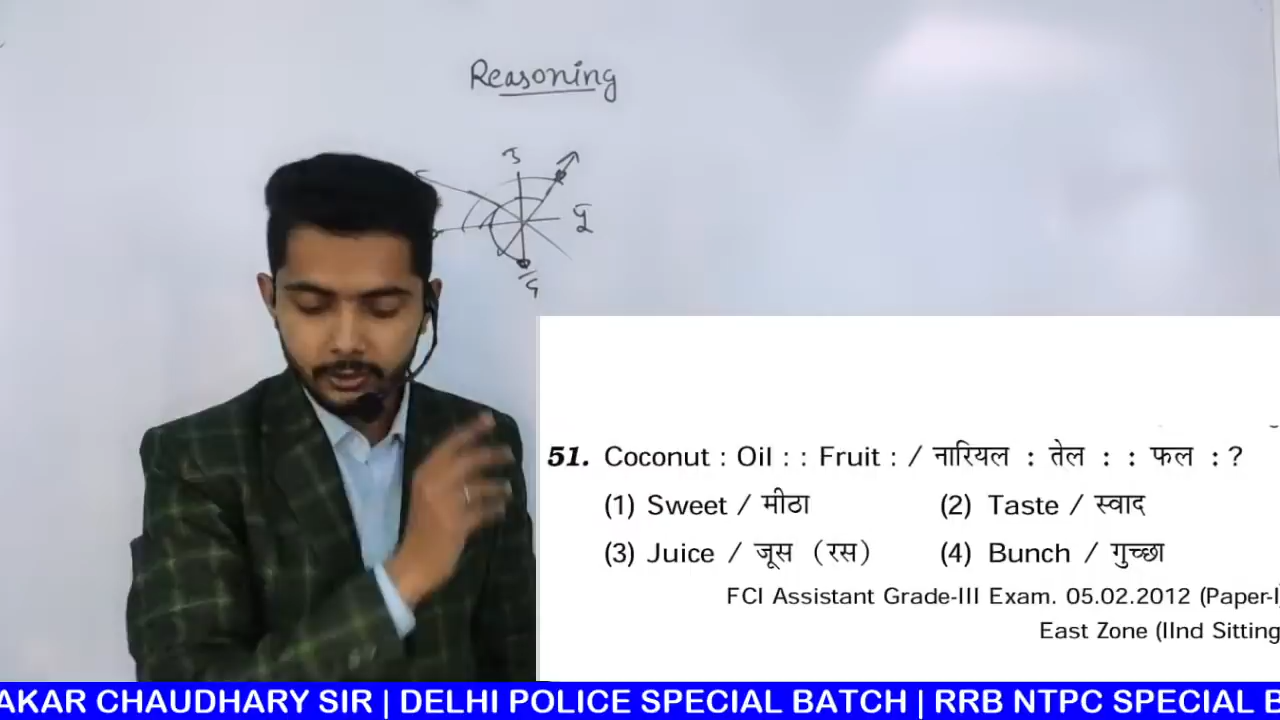 Reasoning
51. Coconut : Oil : : Fruit : / नारियल : तेल : : फल : ?
(1) Sweet / मीठा (2) Taste / स्वाद
(3) Juice / जूस (रस) (4) Bunch / गुच्छा
FCI Assistant Grade-III Exam. 05.02.2012 (Paper-I
East Zone (IInd Sitting
AKAR CHAUDHARY SIR | DELHI POLICE SPECIAL BATCH | RRB NTPC SPECIAL B